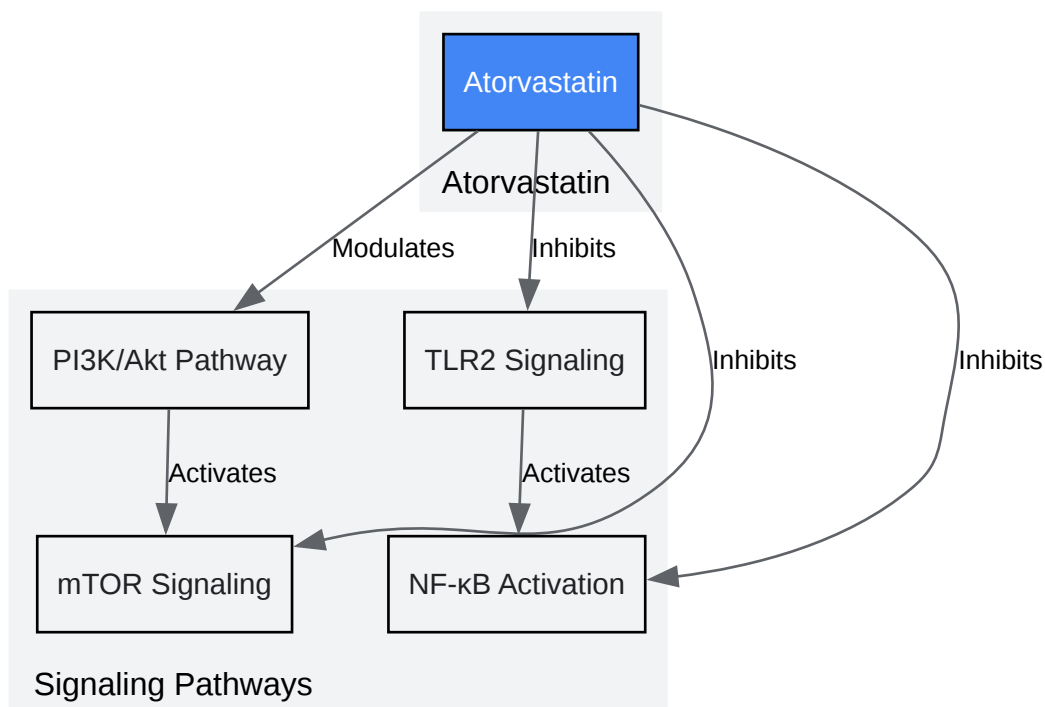 Atorvastatin
Atorvastatin
Modulates
Inhibits
PI3K/Akt Pathway
TLR2 Signaling
Inhibits
Inhibits
Activates
Activates
mTOR Signaling
NF-κB Activation
Signaling Pathways